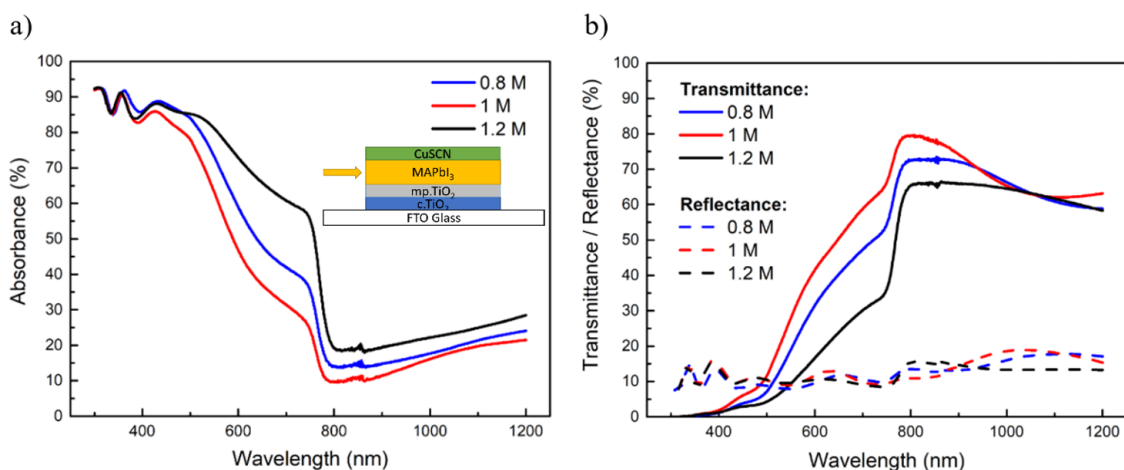 a)
Absorbance (%)
100
90
80
70
60
50
40
30
20
10
0
0.8 M
1 M
1.2 M
CuSCN
MAPbI3
mp.TiO2
c.TiO2
FTO Glass
400
600
800
1000
1200
Wavelength (nm)
b)
Transmittance / Reflectance (%)
100
90
80
70
60
50
40
30
20
10
0
Transmittance:
0.8 M
1 M
1.2 M
Reflectance:
0.8 M
1 M
1.2 M
400
600
800
1000
1200
Wavelength (nm)